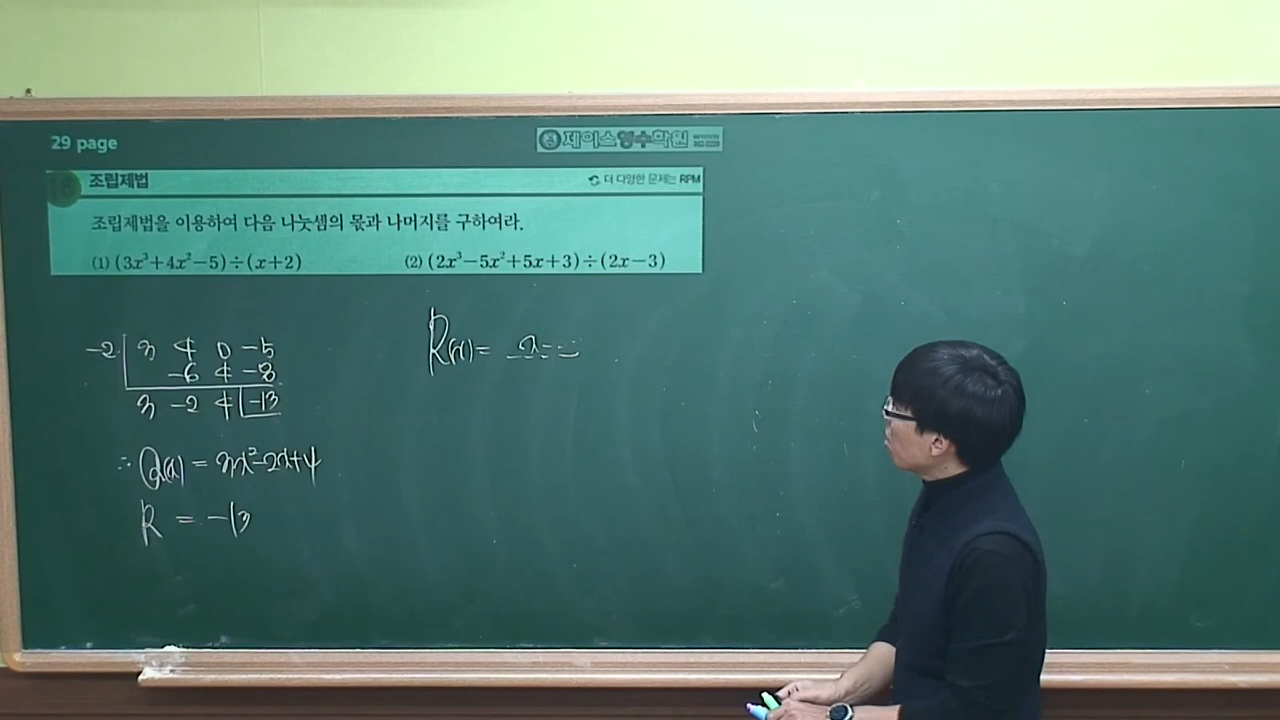 29 page
제이스영수학원
18 조립제법
더 다양한 문제는 RPM
조립제법을 이용하여 다음 나눗셈의 몫과 나머지를 구하여라.
(1) (3x³+4x²−5)÷(x+2) (2) (2x³−5x²+5x+3)÷(2x−3)
-2 3 4 0 -5
-6 4 -8
3 -2 4 -13
∴ Q(x) = 3x²-2x+4
R = -13
R(x) =